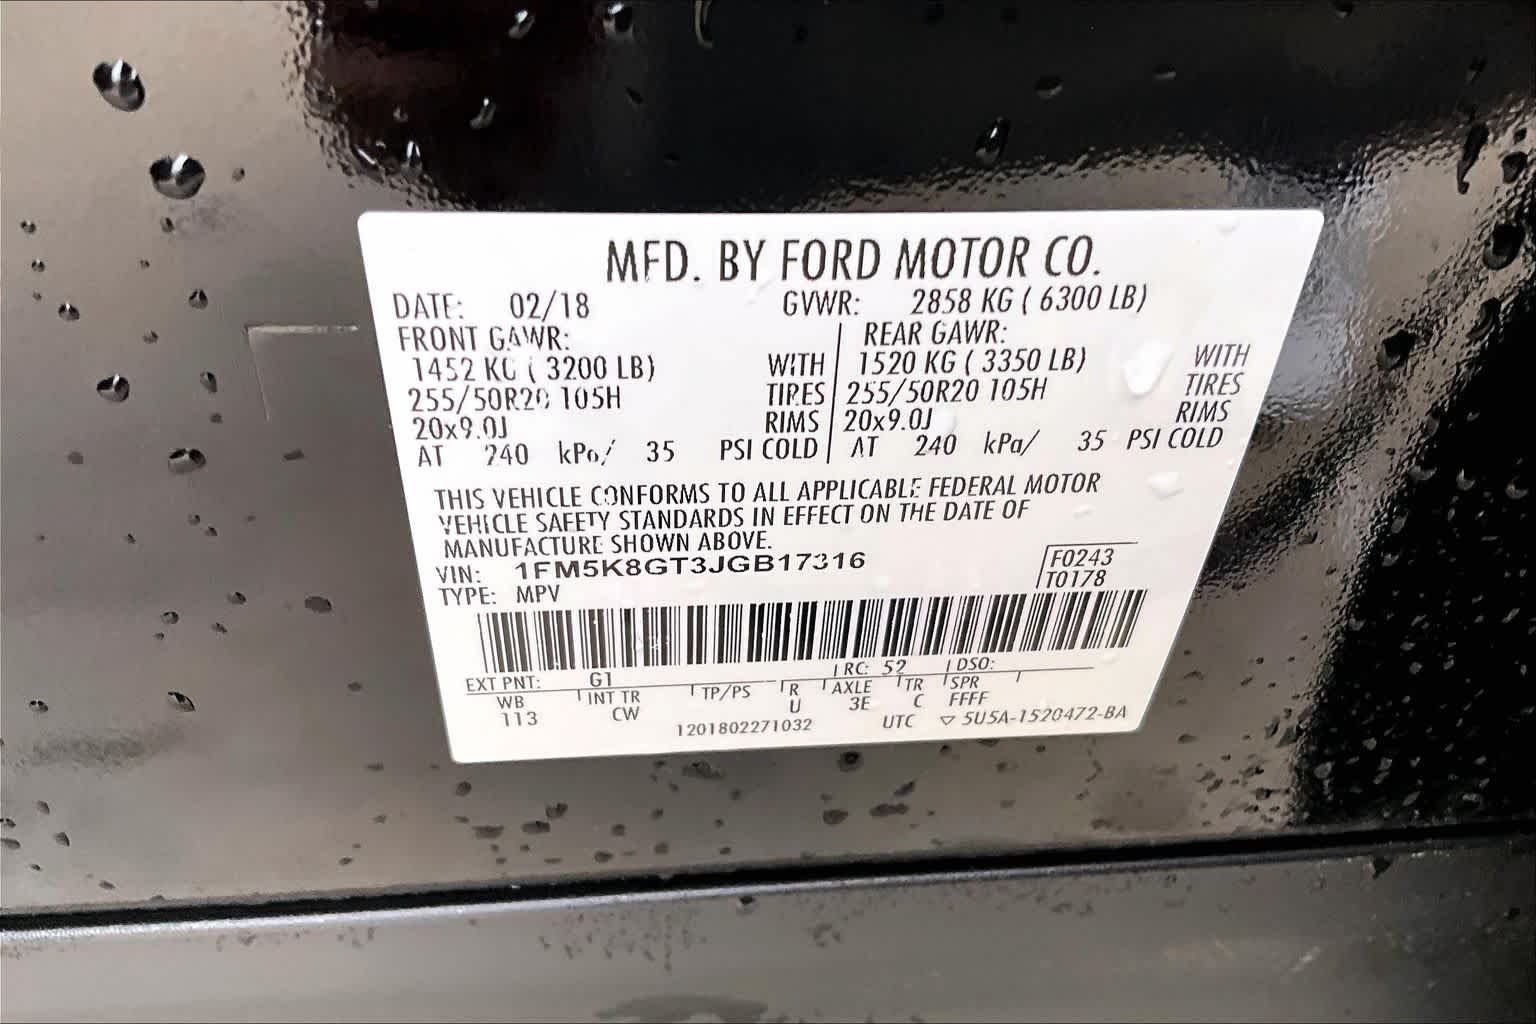 MFD. BY FORD MOTOR CO.
DATE: 02/18 GVWR: 2858 KG ( 6300 LB)
FRONT GAWR: REAR GAWR:
1452 KG ( 3200 LB) WITH 1520 KG ( 3350 LB) WITH
255/50R20 105H TIRES 255/50R20 105H TIRES
20x9.0J RIMS 20x9.0J RIMS
AT 240 kPa/ 35 PSI COLD AT 240 kPa/ 35 PSI COLD
THIS VEHICLE CONFORMS TO ALL APPLICABLE FEDERAL MOTOR
VEHICLE SAFETY STANDARDS IN EFFECT ON THE DATE OF
MANUFACTURE SHOWN ABOVE.
VIN: 1FM5K8GT3JGB17316 F0243
TYPE: MPV T0178
EXT PNT: G1 RC: 52 DSO:
WB INT TR TP/PS R AXLE TR SPR
113 CW U 3E C FFFF
1201802271032 UTC ▽ 5U5A-1520472-BA